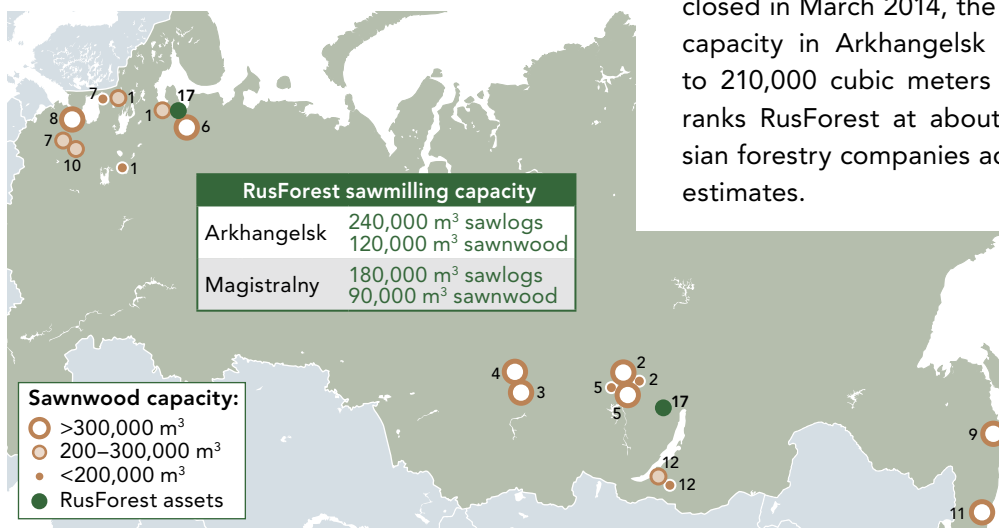 closed in March 2014, the
capacity in Arkhangelsk
to 210,000 cubic meters
ranks RusForest at about
sian forestry companies
estimates.
7
1
17
1
8
6
7
10
1
RusForest sawmilling capacity
Arkhangelsk
240,000 m³ sawlogs
120,000 m³ sawnwood
Magistralny
180,000 m³ sawlogs
90,000 m³ sawnwood
2
4
2
5
3
17
5
9
12
12
11
Sawnwood capacity:
>300,000 m³
200–300,000 m³
<200,000 m³
RusForest assets